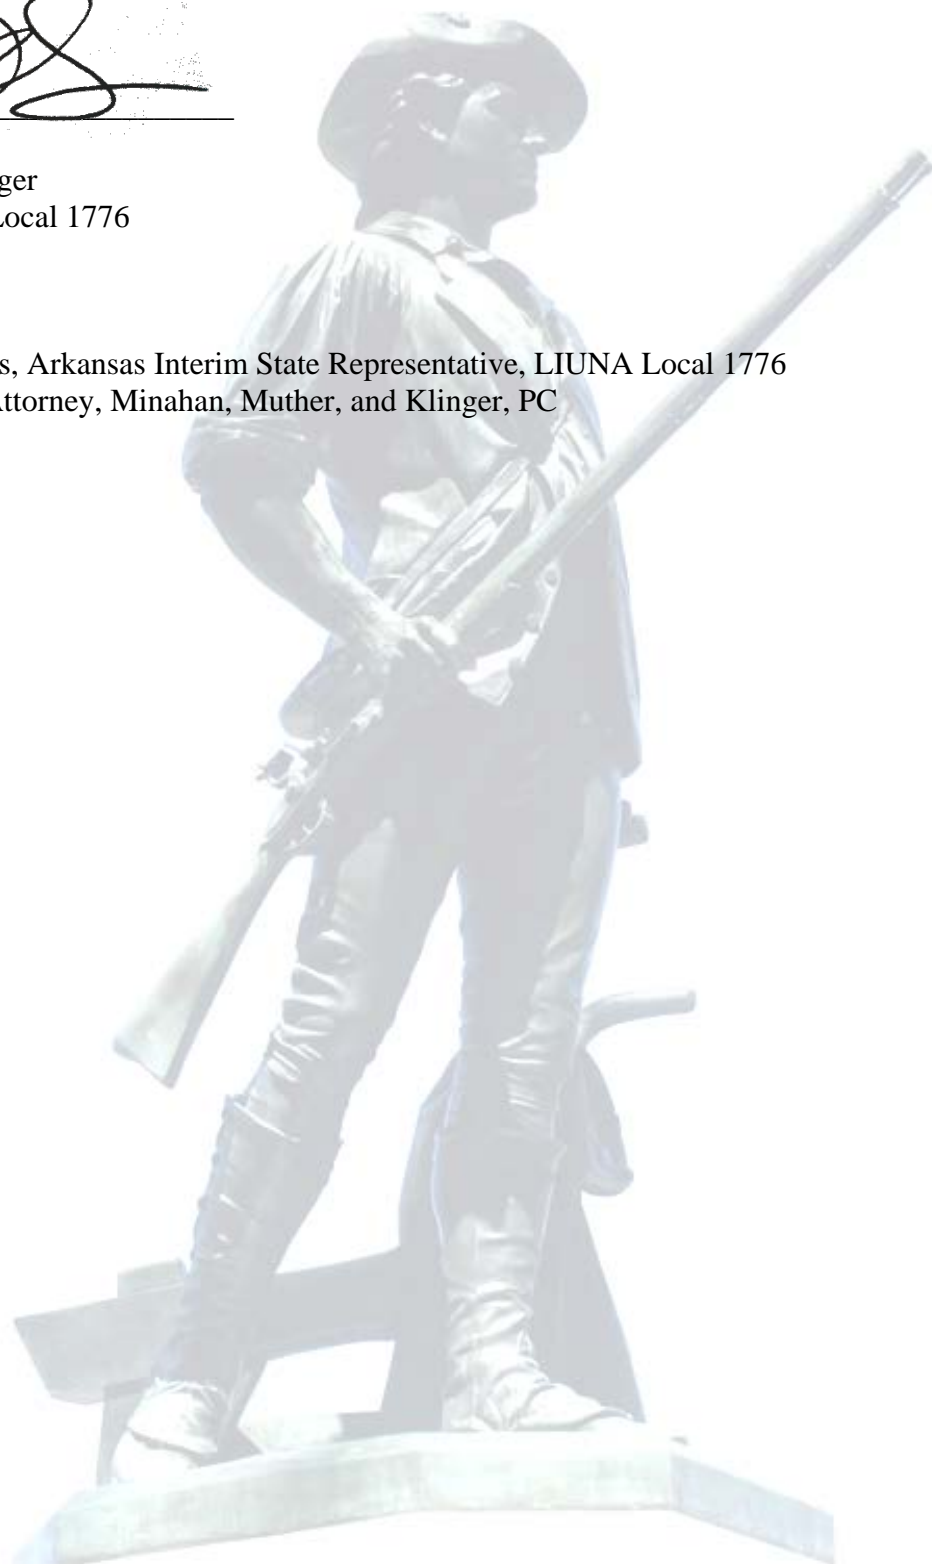 ger
Local 1776
s, Arkansas Interim State Representative, LIUNA Local 1776
Attorney, Minahan, Muther, and Klinger, PC